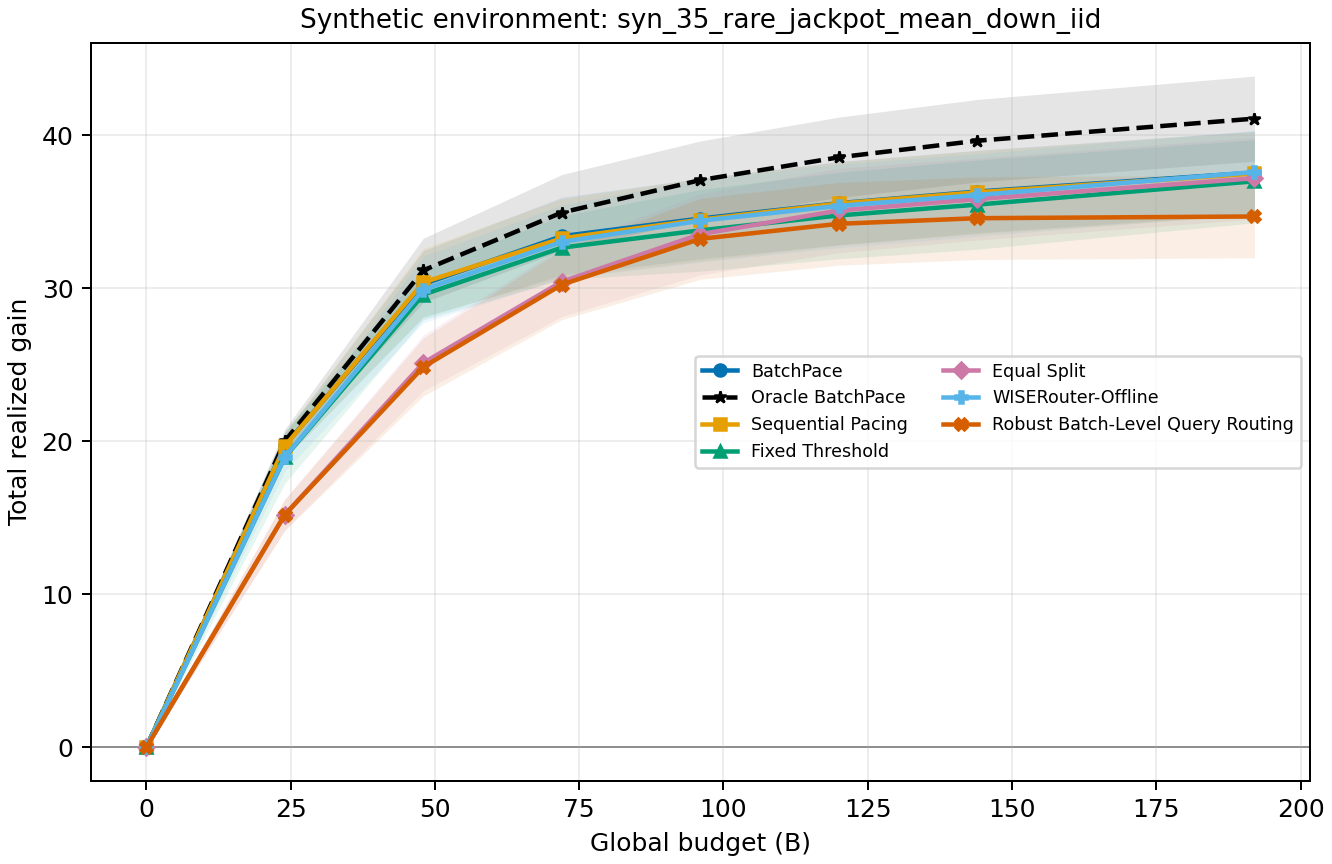 Synthetic environment: syn_35_rare_jackpot_mean_down_iid
Total realized gain
40
30
20
10
0
BatchPace
Oracle BatchPace
Sequential Pacing
Fixed Threshold
Equal Split
WISERouter-Offline
Robust Batch-Level Query Routing
0 25 50 75 100 125 150 175 200
Global budget (B)